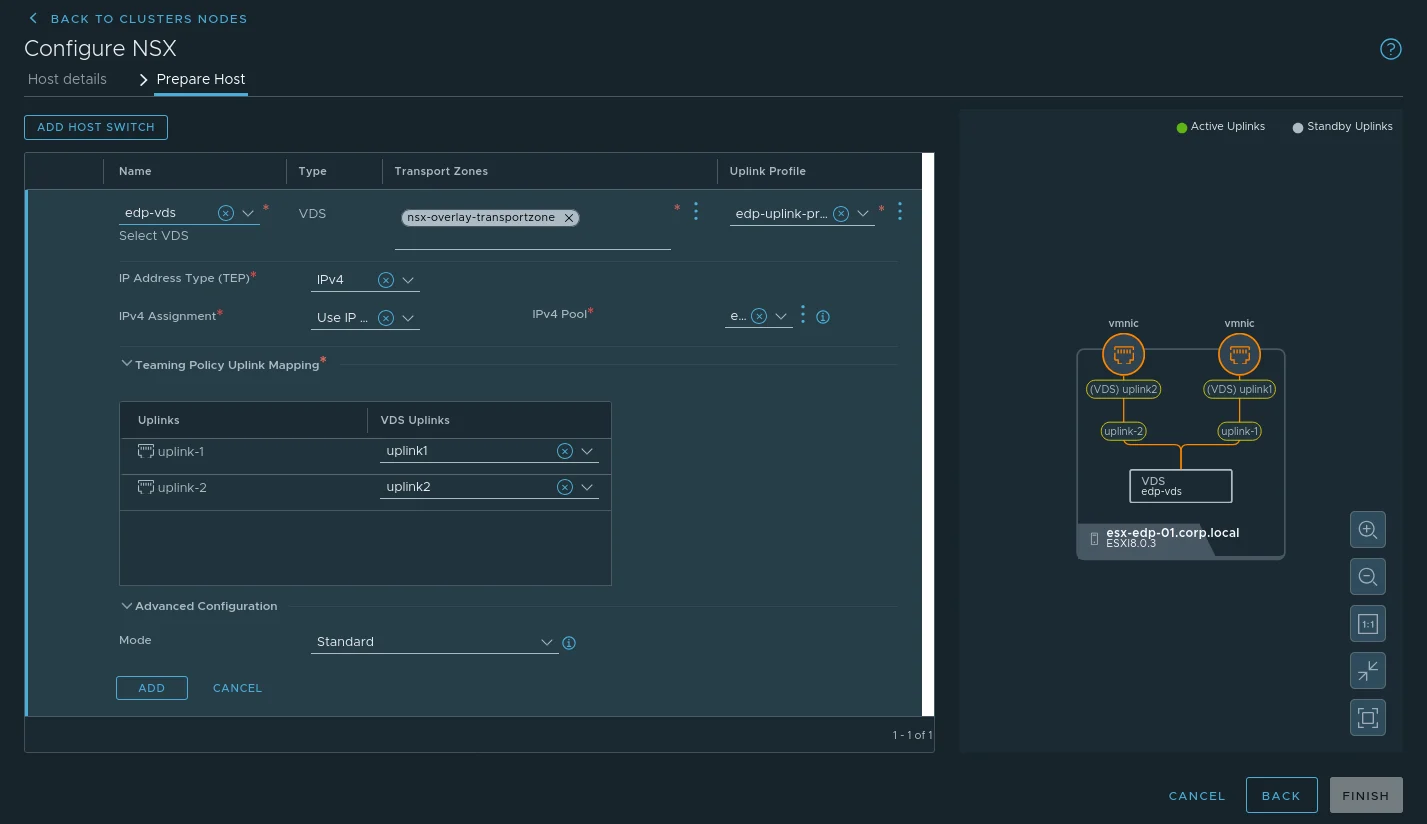 BACK TO CLUSTERS NODES
Configure NSX
?
Host details
Prepare Host
ADD HOST SWITCH
Name Type Transport Zones Uplink Profile
edp-vds * VDS nsx-overlay-transportzone * edp-uplink-pr... *
Select VDS
IP Address Type (TEP)* IPv4
IPv4 Assignment* Use IP ... IPv4 Pool* e...
Teaming Policy Uplink Mapping*
Uplinks VDS Uplinks
uplink-1 uplink1
uplink-2 uplink2
Advanced Configuration
Mode Standard
ADD CANCEL
1 - 1 of 1
Active Uplinks Standby Uplinks
vmnic vmnic
(VDS) uplink2 (VDS) uplink1
uplink-2 uplink-1
VDS
edp-vds
esx-edp-01.corp.local
ESXI8.0.3
1:1
CANCEL BACK FINISH